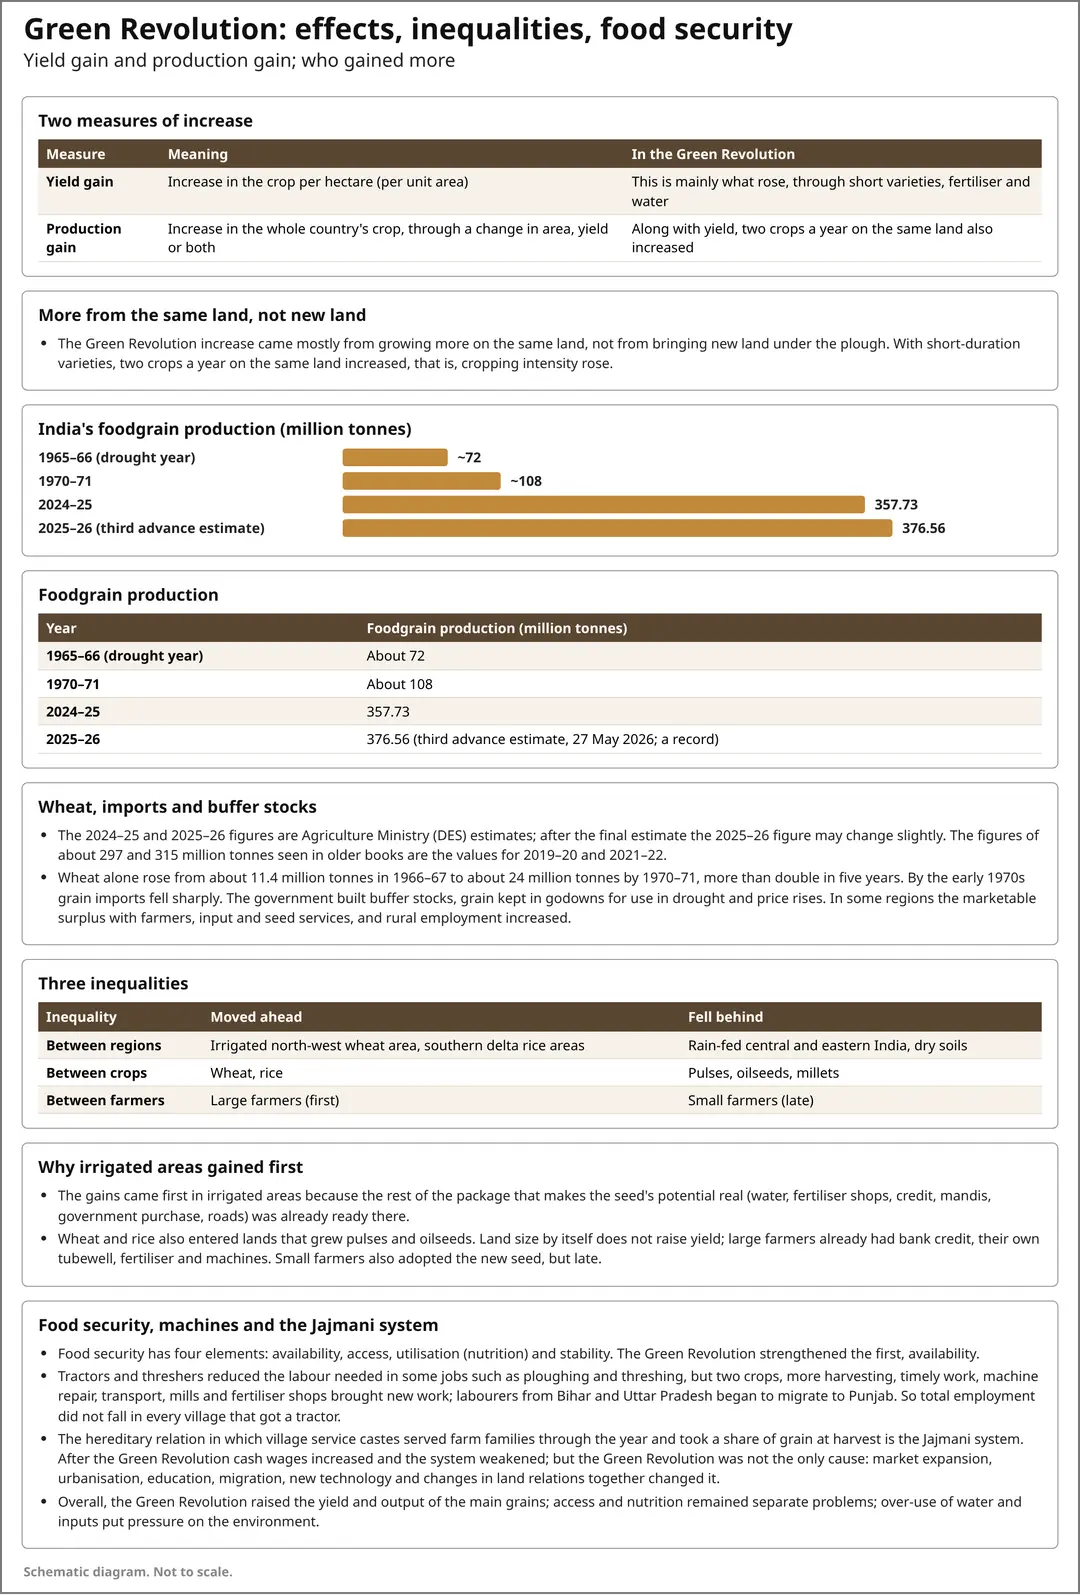 Green Revolution: effects, inequalities, food security
Yield gain and production gain; who gained more
Two measures of increase
Measure Meaning In the Green Revolution
Yield gain Increase in the crop per hectare (per unit area) This is mainly what rose, through short varieties, fertiliser and
water
Production Increase in the whole country's crop, through a change in area, yield Along with yield, two crops a year on the same land also
gain or both increased
More from the same land, not new land
• The Green Revolution increase came mostly from growing more on the same land, not from bringing new land under the plough. With short-duration
varieties, two crops a year on the same land increased, that is, cropping intensity rose.
India's foodgrain production (million tonnes)
1965–66 (drought year) ~72
1970–71 ~108
2024–25 357.73
2025–26 (third advance estimate) 376.56
Foodgrain production
Year Foodgrain production (million tonnes)
1965–66 (drought year) About 72
1970–71 About 108
2024–25 357.73
2025–26 376.56 (third advance estimate, 27 May 2026; a record)
Wheat, imports and buffer stocks
• The 2024–25 and 2025–26 figures are Agriculture Ministry (DES) estimates; after the final estimate the 2025–26 figure may change slightly. The figures of
about 297 and 315 million tonnes seen in older books are the values for 2019–20 and 2021–22.
• Wheat alone rose from about 11.4 million tonnes in 1966–67 to about 24 million tonnes by 1970–71, more than double in five years. By the early 1970s
grain imports fell sharply. The government built buffer stocks, grain kept in godowns for use in drought and price rises. In some regions the marketable
surplus with farmers, input and seed services, and rural employment increased.
Three inequalities
Inequality Moved ahead Fell behind
Between regions Irrigated north-west wheat area, southern delta rice areas Rain-fed central and eastern India, dry soils
Between crops Wheat, rice Pulses, oilseeds, millets
Between farmers Large farmers (first) Small farmers (late)
Why irrigated areas gained first
• The gains came first in irrigated areas because the rest of the package that makes the seed's potential real (water, fertiliser shops, credit, mandis,
government purchase, roads) was already ready there.
• Wheat and rice also entered lands that grew pulses and oilseeds. Land size by itself does not raise yield; large farmers already had bank credit, their own
tubewell, fertiliser and machines. Small farmers also adopted the new seed, but late.
Food security, machines and the Jajmani system
• Food security has four elements: availability, access, utilisation (nutrition) and stability. The Green Revolution strengthened the first, availability.
• Tractors and threshers reduced the labour needed in some jobs such as ploughing and threshing, but two crops, more harvesting, timely work, machine
repair, transport, mills and fertiliser shops brought new work; labourers from Bihar and Uttar Pradesh began to migrate to Punjab. So total employment
did not fall in every village that got a tractor.
• The hereditary relation in which village service castes served farm families through the year and took a share of grain at harvest is the Jajmani system.
After the Green Revolution cash wages increased and the system weakened; but the Green Revolution was not the only cause: market expansion,
urbanisation, education, migration, new technology and changes in land relations together changed it.
• Overall, the Green Revolution raised the yield and output of the main grains; access and nutrition remained separate problems; over-use of water and
inputs put pressure on the environment.
Schematic diagram. Not to scale.